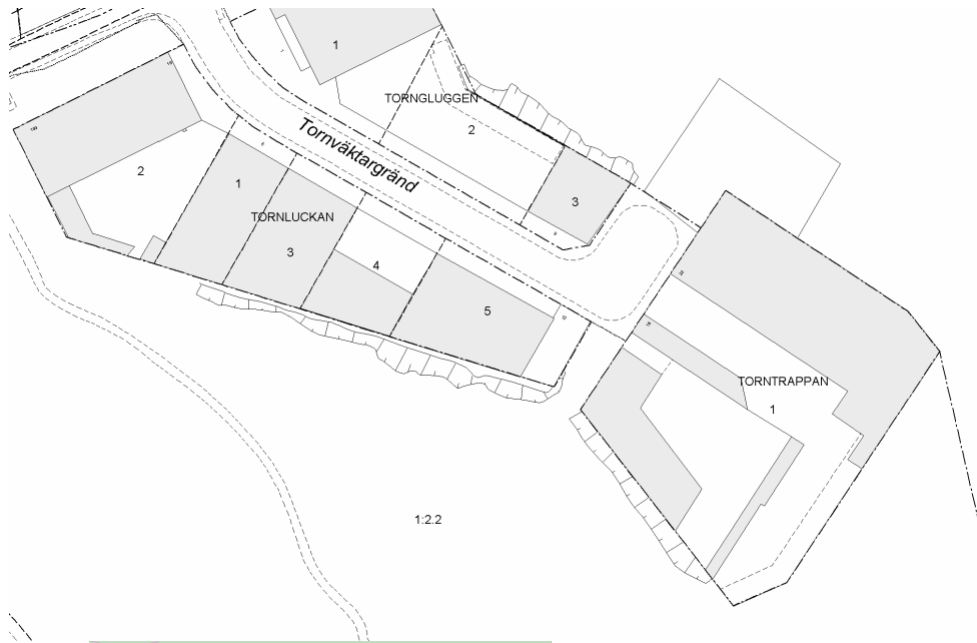 1
TORNGLUGGEN
2
Tornväktargränd
2
1
3
TORNLUCKAN
3
4
5
TORNTRAPPAN
1
1:2.2